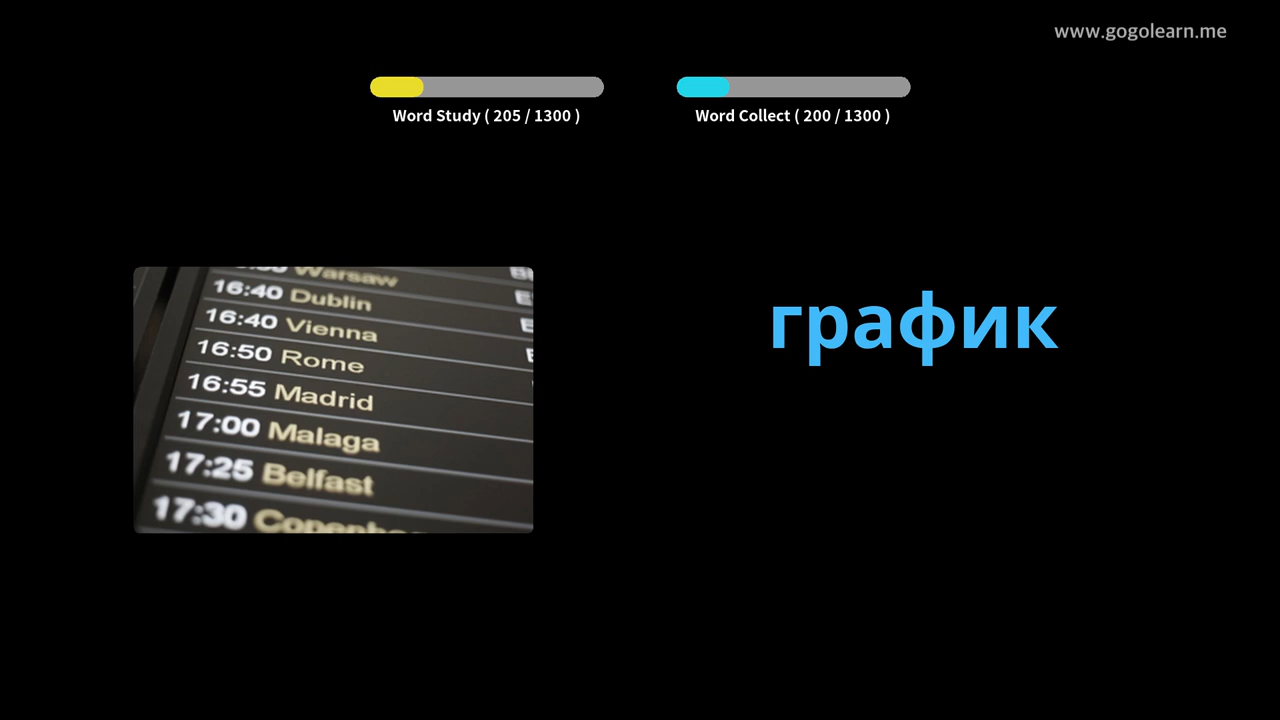 www.gogolearn.me
Word Study ( 205 / 1300 )
Word Collect ( 200 / 1300 )
Warsaw
16:40 Dublin
16:40 Vienna
16:50 Rome
16:55 Madrid
17:00 Malaga
17:25 Belfast
17:30
график